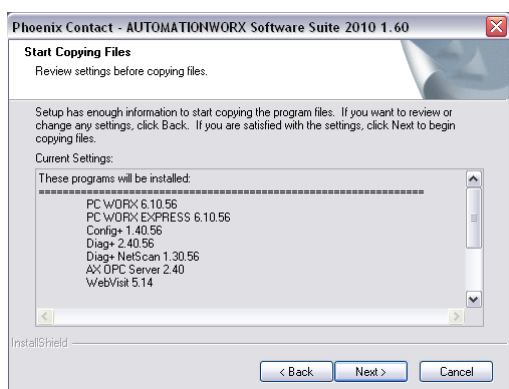 Phoenix Contact - AUTOMATIONWORX Software Suite 2010 1.60
Start Copying Files
Review settings before copying files.
Setup has enough information to start copying the program files. If you want to review or
change any settings, click Back. If you are satisfied with the settings, click Next to begin
copying files.
Current Settings:
These programs will be installed:
================================================================
PC WORX 6.10.56
PC WORX EXPRESS 6.10.56
Config+ 1.40.56
Diag+ 2.40.56
Diag+ NetScan 1.30.56
AX OPC Server 2.40
WebVisit 5.14
InstallShield
< Back Next > Cancel